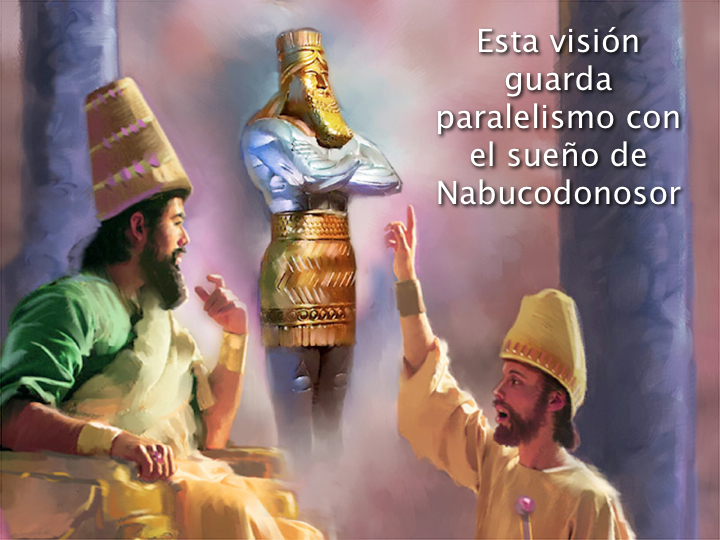 Esta visión
guarda
paralelismo con
el sueño de
Nabucodonosor